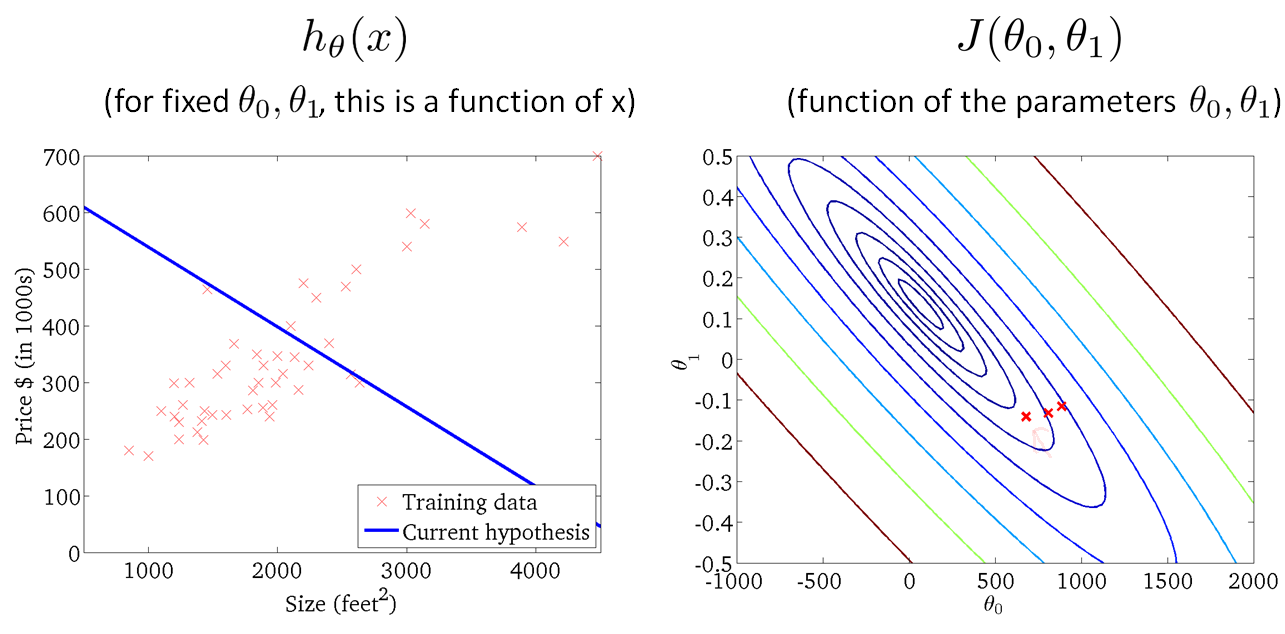 hθ(x)
(for fixed θ0, θ1, this is a function of x)
700
600
500
400
300
200
100
0
Price $ (in 1000s)
1000 2000 3000 4000
Size (feet²)
Training data
Current hypothesis
J(θ0, θ1)
(function of the parameters θ0, θ1)
0.5
0.4
0.3
0.2
0.1
0
-0.1
-0.2
-0.3
-0.4
-0.5
θ1
-1000 -500 0 500 1000 1500 2000
θ0